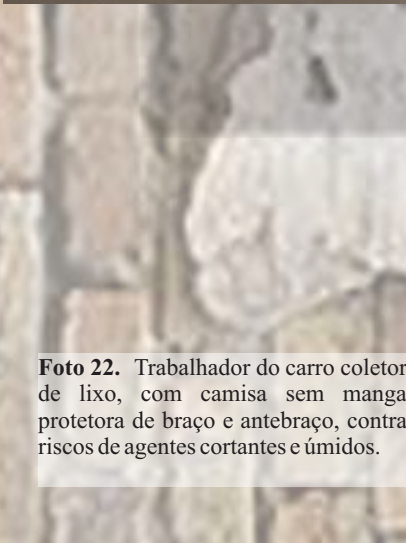 Foto 22. Trabalhador do carro coletor
de lixo, com camisa sem manga
protetora de braço e antebraço, contra
riscos de agentes cortantes e úmidos.